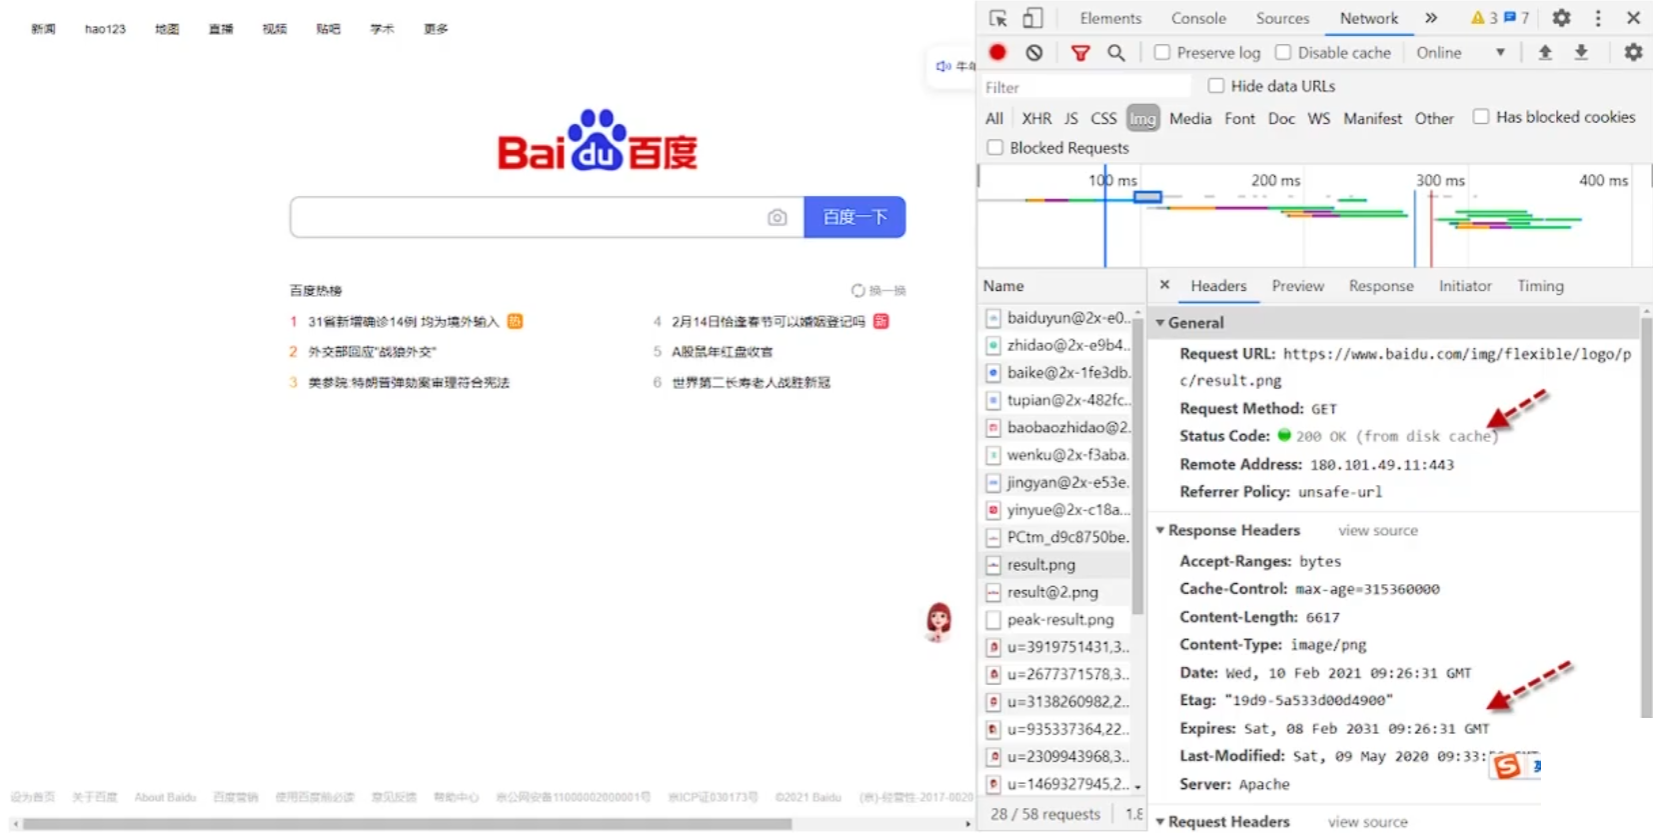 新闻 hao123 地图 直播 视频 贴吧 学术 更多
Bai du 百度
百度一下
百度热榜 换一换
1 31省新增确诊14例 均为境外输入 热
2 外交部回应"战狼外交"
3 美参院:特朗普弹劾案审理符合宪法
4 2月14日恰逢春节可以婚姻登记吗 新
5 A股鼠年红盘收官
6 世界第二长寿老人战胜新冠
设为首页 关于百度 About Baidu 百度营销 使用百度前必读 意见反馈 帮助中心 京公网安备11000002000001号 京ICP证030173号 ©2021 Baidu (京)-经营性-2017-0020
Elements Console Sources Network » 3 7
Preserve log Disable cache Online
Filter Hide data URLs
All XHR JS CSS Img Media Font Doc WS Manifest Other Has blocked cookies
Blocked Requests
100 ms 200 ms 300 ms 400 ms
Name
baiduyun@2x-e0...
zhidao@2x-e9b4...
baike@2x-1fe3db.
tupian@2x-482fc...
baobaozhidao@2.
wenku@2x-f3aba.
jingyan@2x-e53e.
yinyue@2x-c18a...
PCtm_d9c8750be.
result.png
result@2.png
peak-result.png
u=3919751431,3...
u=2677371578,3...
u=3138260982,2...
u=935337364,22...
u=2309943968,3...
u=1469327945,2...
28 / 58 requests
Headers Preview Response Initiator Timing
General
Request URL: https://www.baidu.com/img/flexible/logo/p
c/result.png
Request Method: GET
Status Code: 200 OK (from disk cache)
Remote Address: 180.101.49.11:443
Referrer Policy: unsafe-url
Response Headers view source
Accept-Ranges: bytes
Cache-Control: max-age=315360000
Content-Length: 6617
Content-Type: image/png
Date: Wed, 10 Feb 2021 09:26:31 GMT
Etag: "19d9-5a533d00d4900"
Expires: Sat, 08 Feb 2031 09:26:31 GMT
Last-Modified: Sat, 09 May 2020 09:33:
Server: Apache
Request Headers view source